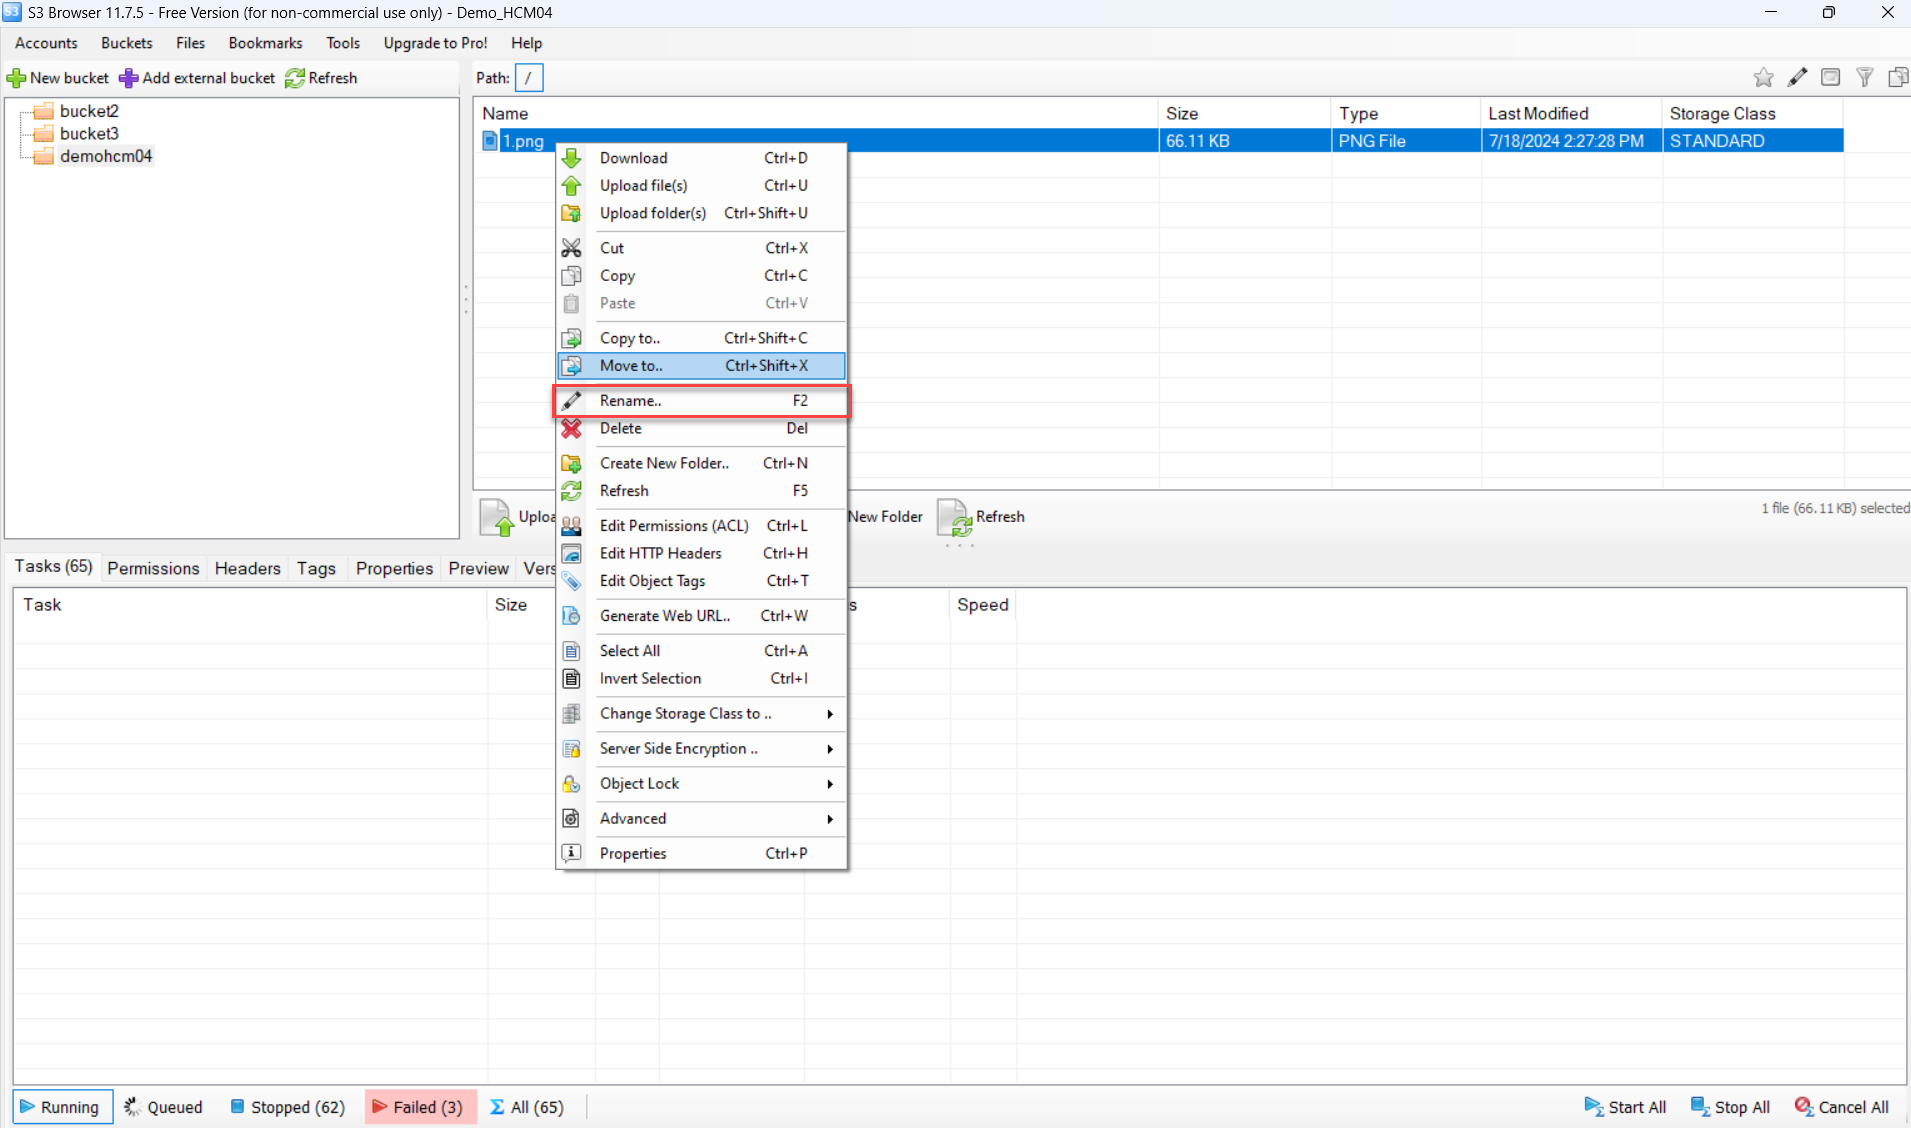 S3 S3 Browser 11.7.5 - Free Version (for non-commercial use only) - Demo_HCM04
Accounts Buckets Files Bookmarks Tools Upgrade to Pro! Help
New bucket Add external bucket Refresh Path: /
bucket2
bucket3
demohcm04
Name Size Type Last Modified Storage Class
1.png 66.11 KB PNG File 7/18/2024 2:27:28 PM STANDARD
Download Ctrl+D
Upload file(s) Ctrl+U
Upload folder(s) Ctrl+Shift+U
Cut Ctrl+X
Copy Ctrl+C
Paste Ctrl+V
Copy to.. Ctrl+Shift+C
Move to.. Ctrl+Shift+X
Rename.. F2
Delete Del
Create New Folder.. Ctrl+N
Refresh F5
Edit Permissions (ACL) Ctrl+L
Edit HTTP Headers Ctrl+H
Edit Object Tags Ctrl+T
Generate Web URL.. Ctrl+W
Select All Ctrl+A
Invert Selection Ctrl+I
Change Storage Class to ..
Server Side Encryption ..
Object Lock
Advanced
Properties Ctrl+P
Uploa New Folder Refresh 1 file (66.11 KB) selected
Tasks (65) Permissions Headers Tags Properties Preview Vers
Task Size s Speed
Running Queued Stopped (62) Failed (3) All (65) Start All Stop All Cancel All